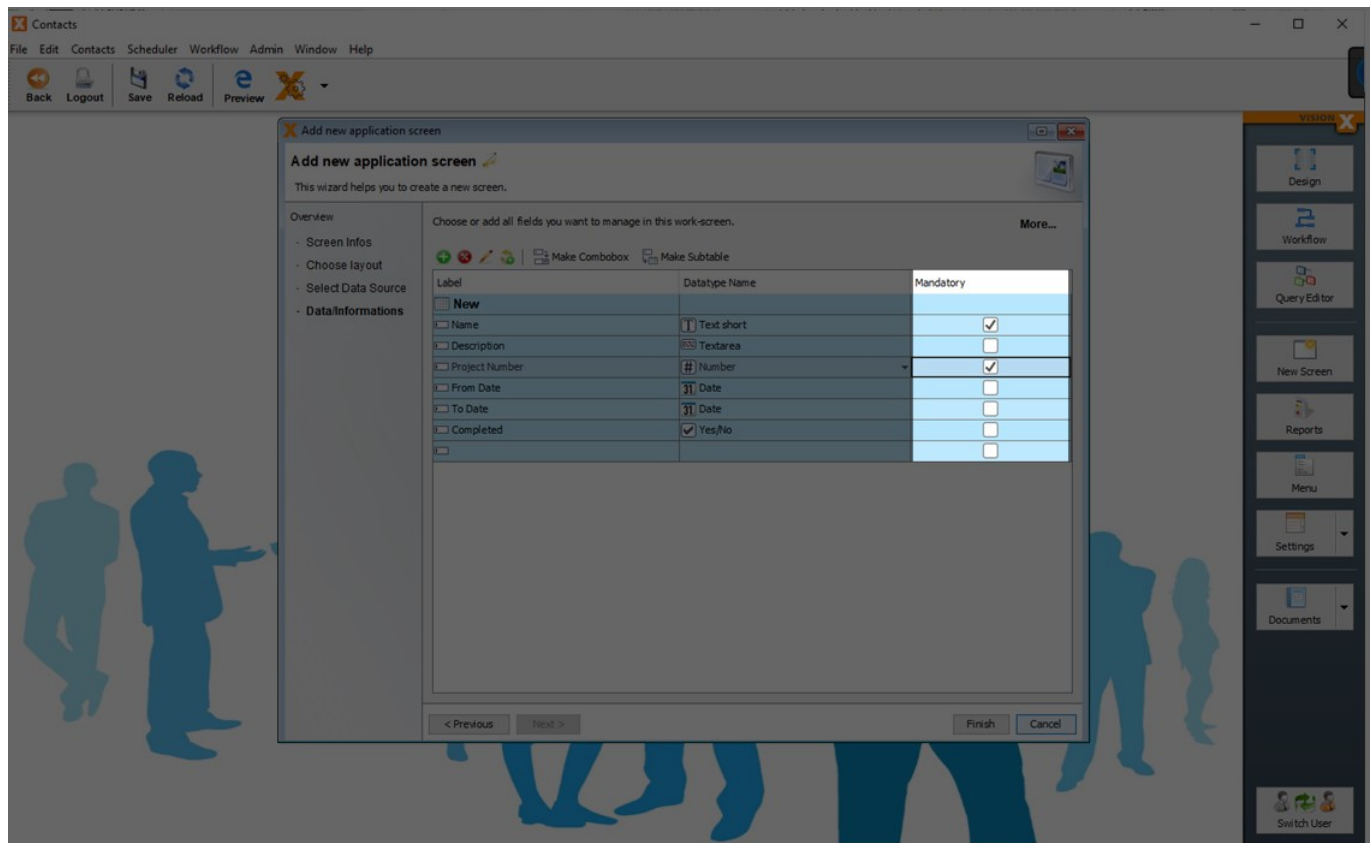 Contacts
File Edit Contacts Scheduler Workflow Admin Window Help
Back Logout Save Reload Preview
VISION X
Add new application screen
Add new application screen
This wizard helps you to create a new screen.
Overview
Choose or add all fields you want to manage in this work-screen.
More...
· Screen Infos
· Choose layout
· Select Data Source
· Data/Informations
Make Combobox Make Subtable
Label Datatype Name Mandatory
New
Name T Text short
Description Textarea
Project Number # Number
From Date 31 Date
To Date 31 Date
Completed Yes/No
< Previous Next > Finish Cancel
Design
Workflow
Query Editor
New Screen
Reports
Menu
Settings
Documents
Switch User